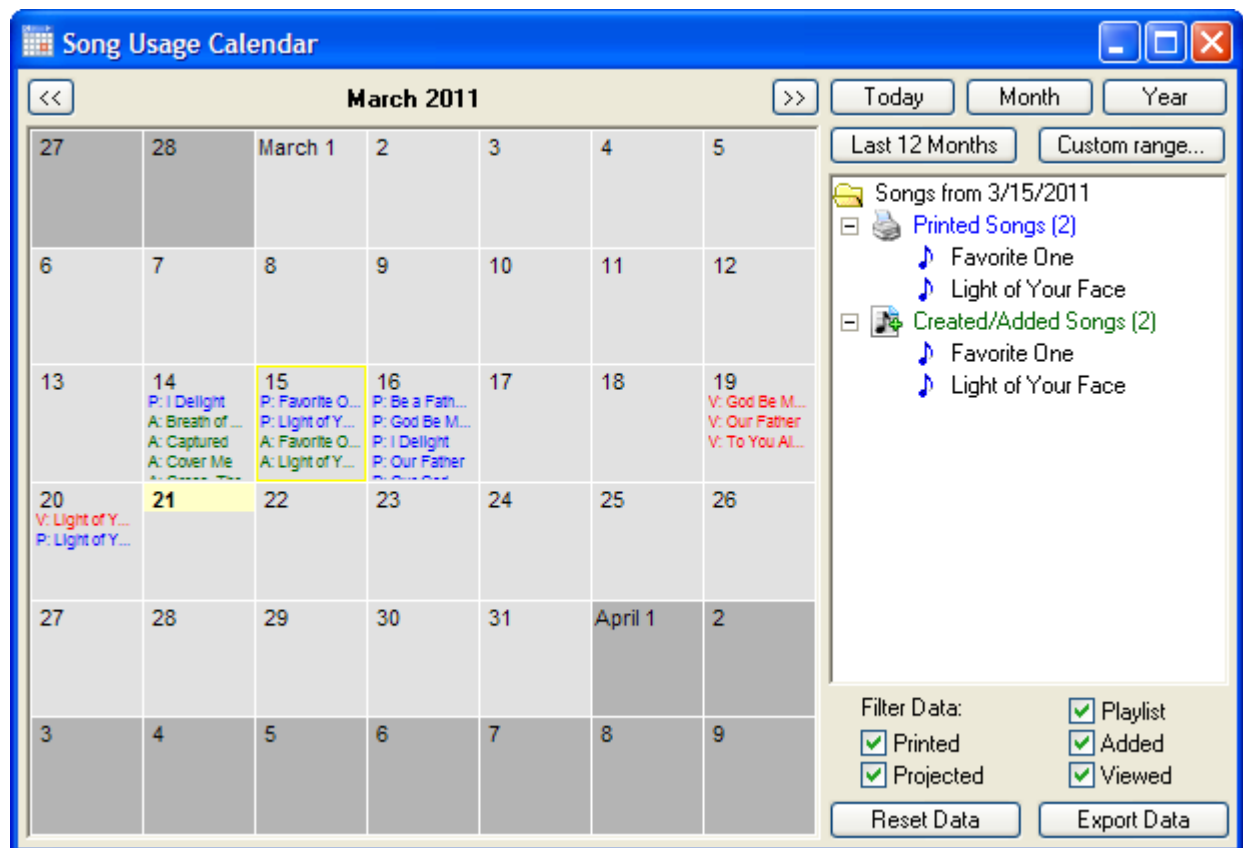 Song Usage Calendar
<< March 2011 >> Today Month Year
Last 12 Months Custom range...
27 28 March 1 2 3 4 5
Songs from 3/15/2011
Printed Songs (2)
Favorite One
Light of Your Face
Created/Added Songs (2)
Favorite One
Light of Your Face
6 7 8 9 10 11 12
13 14 15 16 17 18 19
P: I Delight P: Favorite O... P: Be a Fath... V: God Be M...
A: Breath of ... P: Light of Y... P: God Be M... V: Our Father
A: Captured A: Favorite O... P: I Delight V: To You Al...
A: Cover Me A: Light of Y... P: Our Father
20 21 22 23 24 25 26
V: Light of Y...
P: Light of Y...
27 28 29 30 31 April 1 2
3 4 5 6 7 8 9
Filter Data:
Playlist
Printed Added
Projected Viewed
Reset Data Export Data